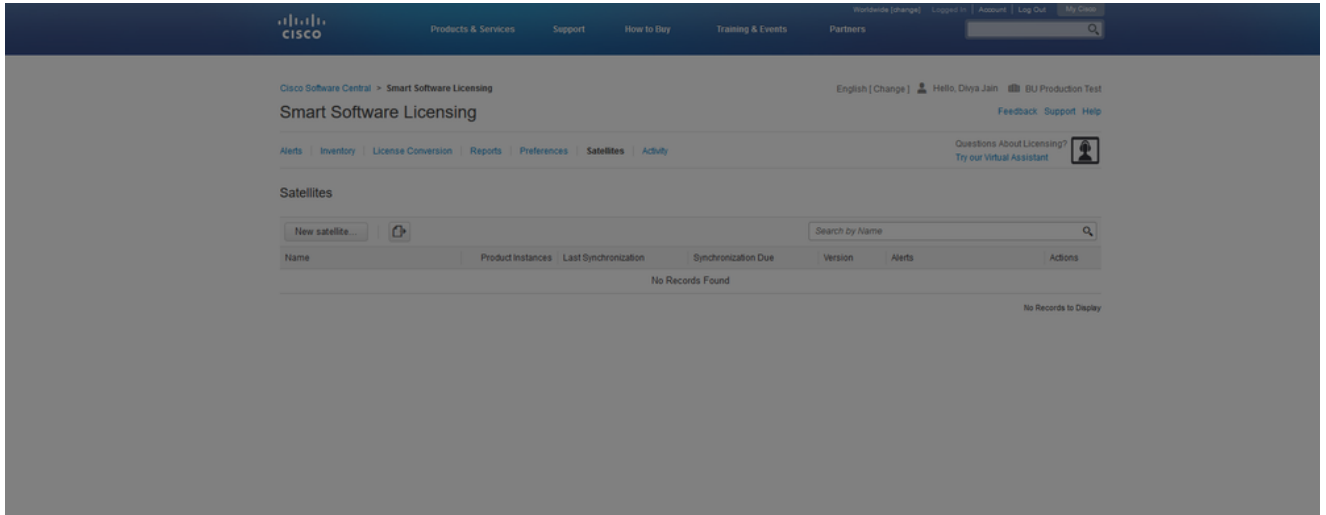 Worldwide [change] Logged In | Account | Log Out My Cisco
CISCO Products & Services Support How to Buy Training & Events Partners
Cisco Software Central > Smart Software Licensing English [ Change ] Hello, Divya Jain BU Production Test
Smart Software Licensing Feedback Support Help
Alerts | Inventory | License Conversion | Reports | Preferences | Satellites | Activity
Questions About Licensing?
Try our Virtual Assistant
Satellites
New satellite... Search by Name
Name Product Instances Last Synchronization Synchronization Due Version Alerts Actions
No Records Found
No Records to Display